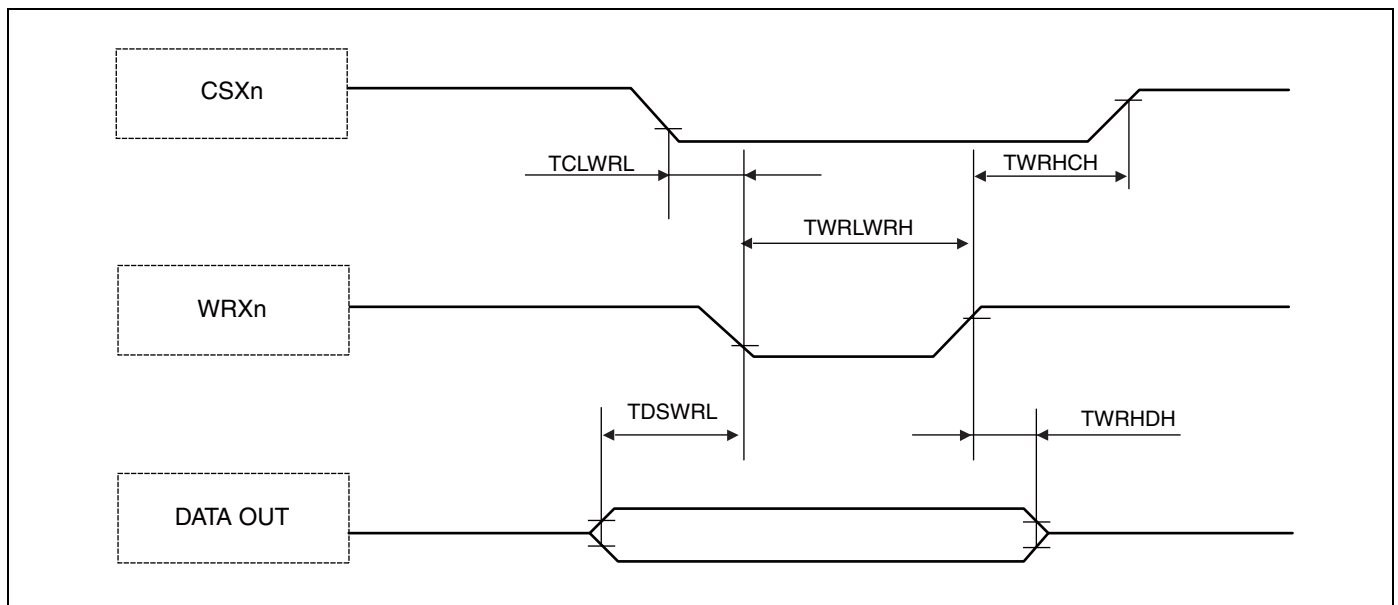 CSXn
TCLWRL
TWRHCH
TWRLWRH
WRXn
TDSWRL
TWRHDH
DATA OUT